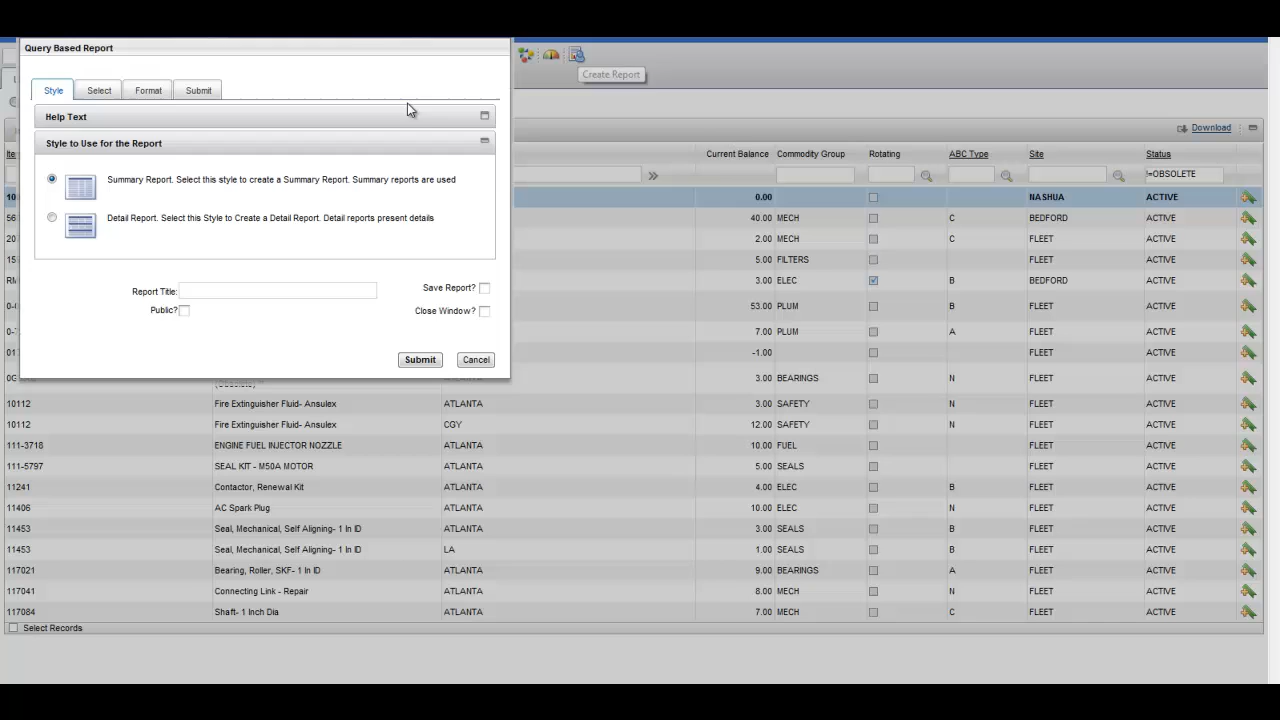 Query Based Report
Create Report
Style Select Format Submit
Help Text
Style to Use for the Report
Summary Report. Select this style to create a Summary Report. Summary reports are used
Detail Report. Select this Style to Create a Detail Report. Detail reports present details
Report Title:
Save Report?
Public?
Close Window?
Submit Cancel
Download
Current Balance Commodity Group Rotating ABC Type Site Status
!=OBSOLETE
0.00 NASHUA ACTIVE
40.00 MECH C BEDFORD ACTIVE
2.00 MECH C FLEET ACTIVE
5.00 FILTERS FLEET ACTIVE
3.00 ELEC B BEDFORD ACTIVE
53.00 PLUM B FLEET ACTIVE
7.00 PLUM A FLEET ACTIVE
-1.00 FLEET ACTIVE
3.00 BEARINGS N FLEET ACTIVE
10112 Fire Extinguisher Fluid- Ansulex ATLANTA 3.00 SAFETY N FLEET ACTIVE
10112 Fire Extinguisher Fluid- Ansulex CGY 12.00 SAFETY N FLEET ACTIVE
111-3718 ENGINE FUEL INJECTOR NOZZLE ATLANTA 10.00 FUEL FLEET ACTIVE
111-5797 SEAL KIT - M50A MOTOR ATLANTA 5.00 SEALS FLEET ACTIVE
11241 Contactor, Renewal Kit ATLANTA 4.00 ELEC B FLEET ACTIVE
11406 AC Spark Plug ATLANTA 10.00 ELEC N FLEET ACTIVE
11453 Seal, Mechanical, Self Aligning- 1 In ID ATLANTA 3.00 SEALS B FLEET ACTIVE
11453 Seal, Mechanical, Self Aligning- 1 In ID LA 1.00 SEALS B FLEET ACTIVE
117021 Bearing, Roller, SKF- 1 In ID ATLANTA 9.00 BEARINGS A FLEET ACTIVE
117041 Connecting Link - Repair ATLANTA 8.00 MECH N FLEET ACTIVE
117084 Shaft- 1 Inch Dia ATLANTA 7.00 MECH C FLEET ACTIVE
Select Records